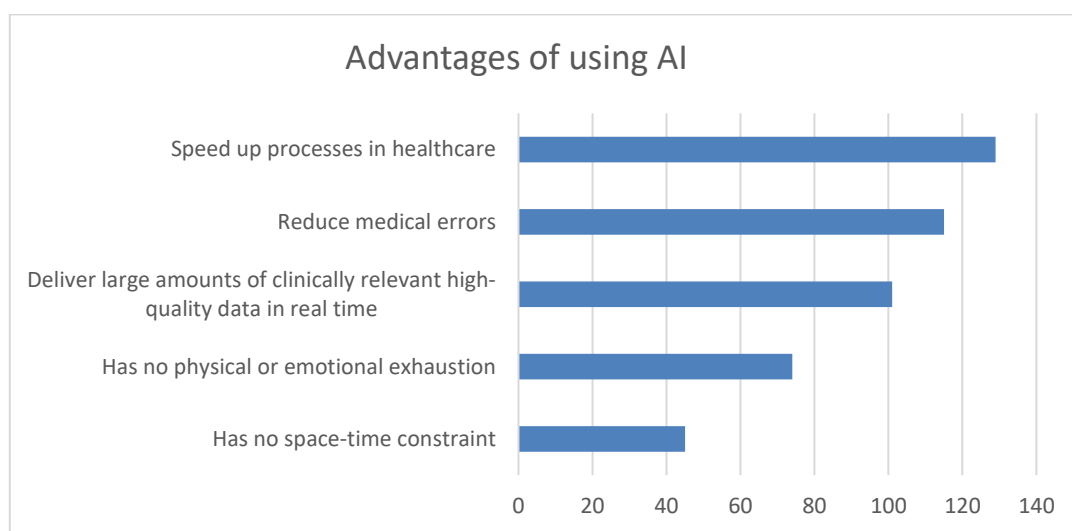 Advantages of using AI
Speed up processes in healthcare
Reduce medical errors
Deliver large amounts of clinically relevant high-
quality data in real time
Has no physical or emotional exhaustion
Has no space-time constraint
0 20 40 60 80 100 120 140